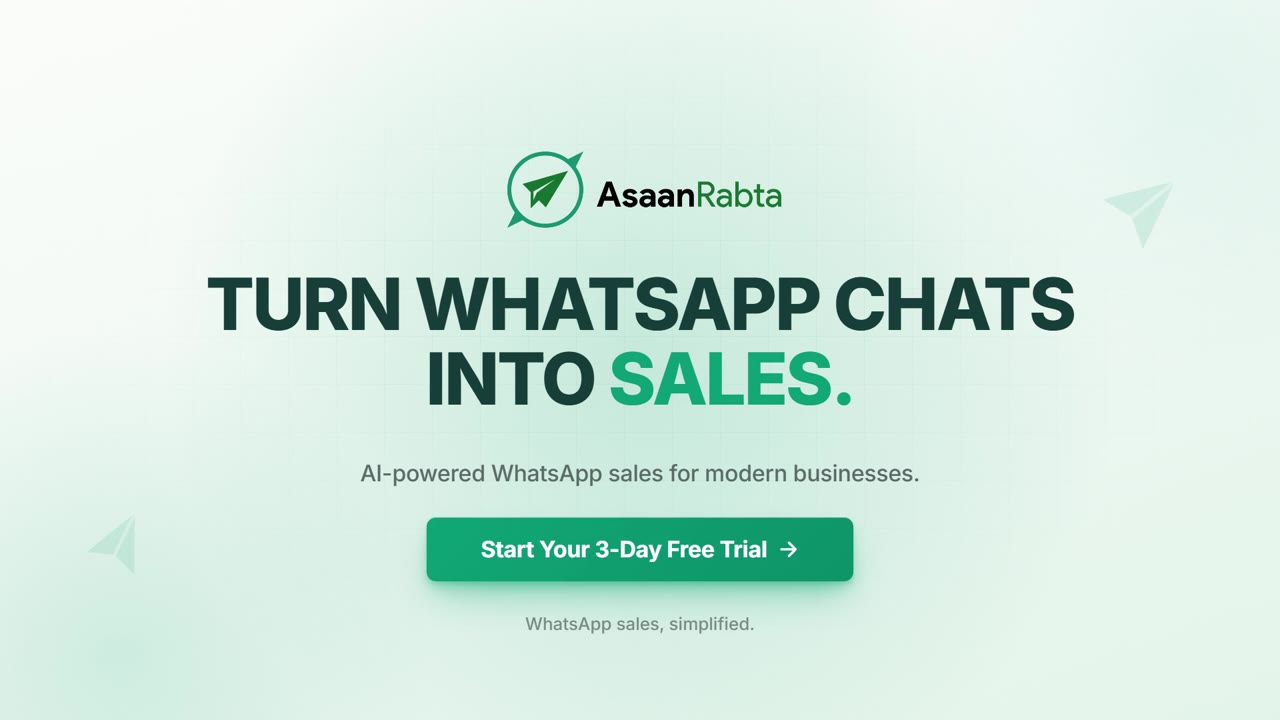 AsaanRabta
TURN WHATSAPP CHATS
INTO SALES.
AI-powered WhatsApp sales for modern businesses.
Start Your 3-Day Free Trial →
WhatsApp sales, simplified.